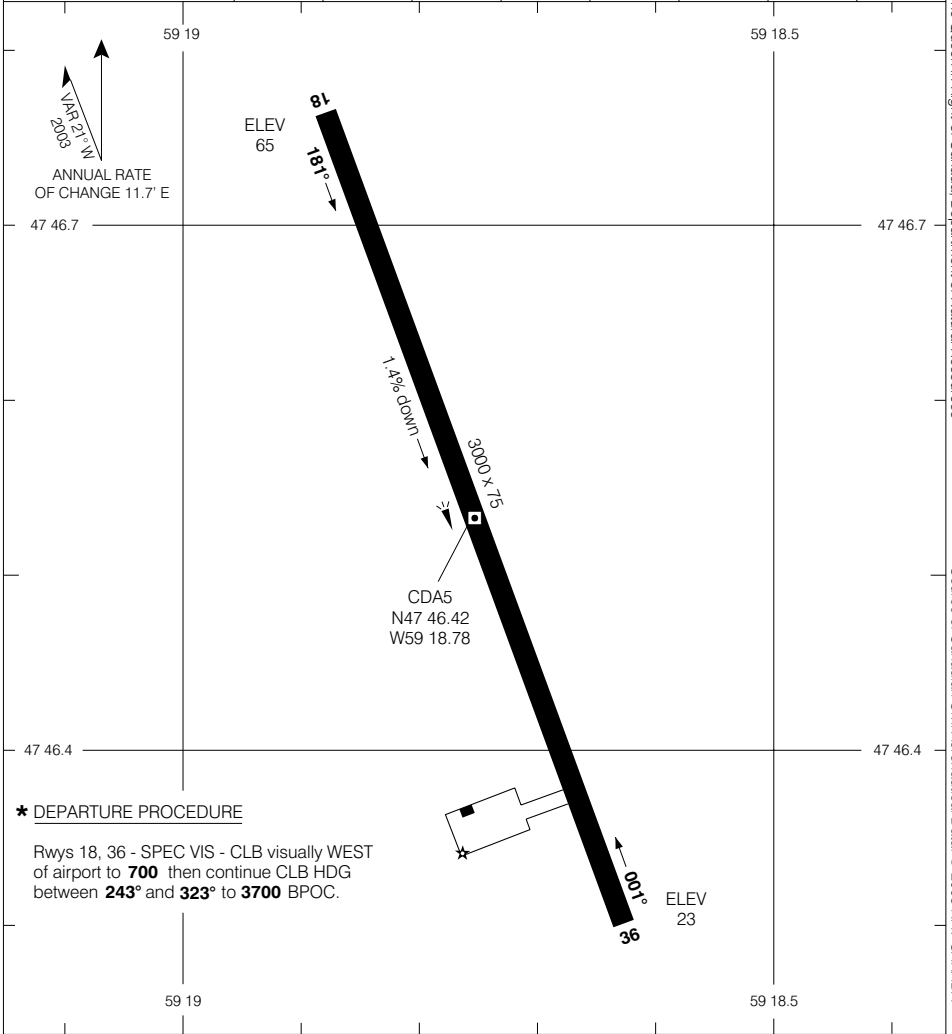 59 19
59 18.5
VAR 21° W
2003
ANNUAL RATE
OF CHANGE 11.7' E
18
ELEV
65
181°
47 46.7
47 46.7
1.4% down
3000 x 75
CDA5
N47 46.42
W59 18.78
47 46.4
47 46.4
* DEPARTURE PROCEDURE
Rwys 18, 36 - SPEC VIS - CLB visually WEST
of airport to 700 then continue CLB HDG
between 243° and 323° to 3700 BPOC.
001°
ELEV
23
36
59 19
59 18.5